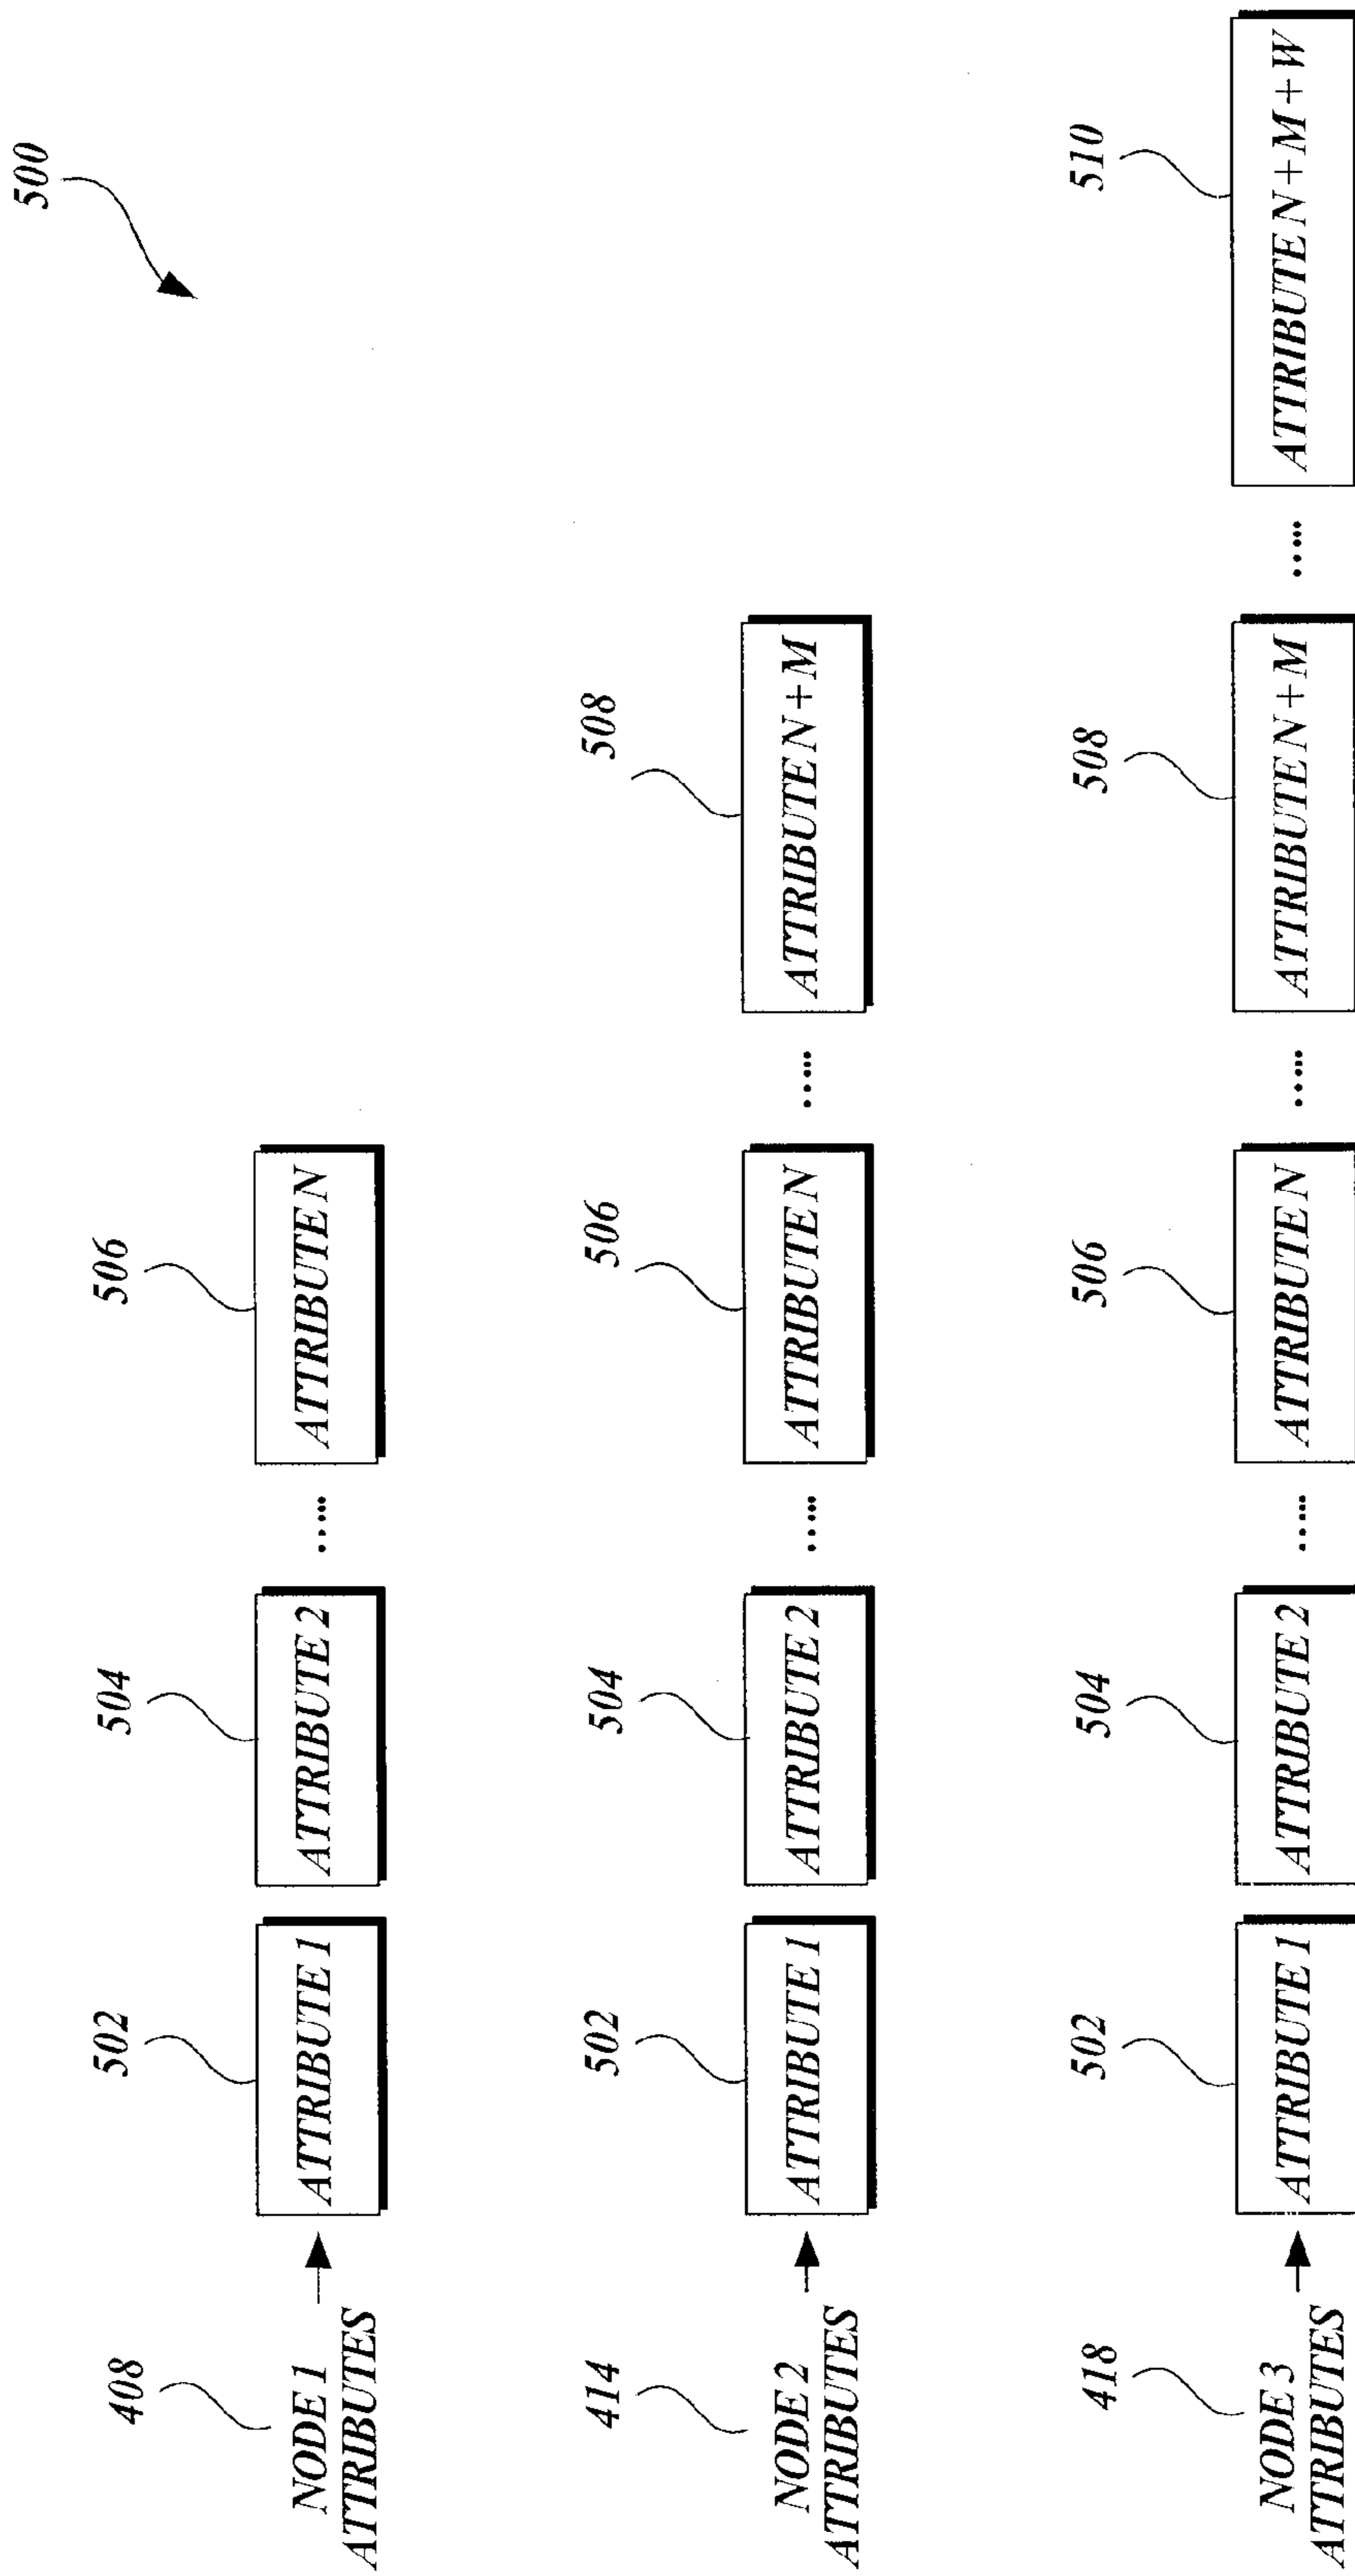 500
408
NODE 1
ATTRIBUTES
502
ATTRIBUTE 1
504
ATTRIBUTE 2
.....
506
ATTRIBUTE N
414
NODE 2
ATTRIBUTES
502
ATTRIBUTE 1
504
ATTRIBUTE 2
.....
506
ATTRIBUTE N
.....
508
ATTRIBUTE N+M
418
NODE 3
ATTRIBUTES
502
ATTRIBUTE 1
504
ATTRIBUTE 2
.....
506
ATTRIBUTE N
.....
508
ATTRIBUTE N+M
.....
510
ATTRIBUTE N+M+W